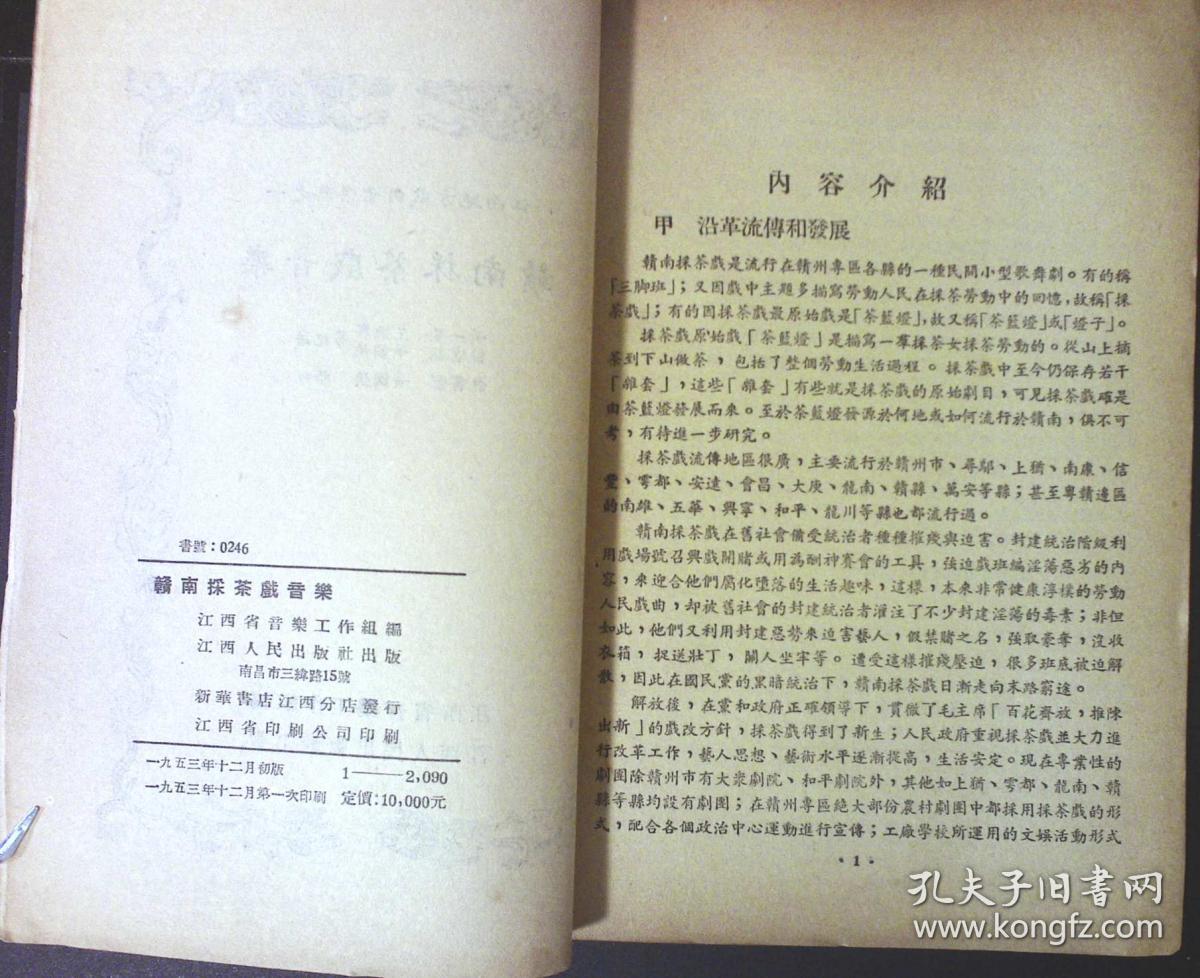 書號：0246
贛南採茶戲音樂
江西省音樂工作組編
江西人民出版社出版
南昌市三緯路15號
新華書店江西分店發行
江西省印刷公司印刷
一九五三年十二月初版 1——2,090
一九五三年十二月第一次印刷 定價：10,000元
內容介紹
甲 沿革流傳和發展
贛南採茶戲是流行在贛州專區各縣的一種民間小型歌舞劇。有的稱
「三脚班」；又因戲中主題多描寫勞動人民在採茶勞動中的回憶，故稱「採
茶戲」；有的因採茶戲最原始戲是「茶籃燈」，故又稱「茶籃燈」或「燈子」。
採茶戲原始戲「茶籃燈」是描寫一羣採茶女採茶勞動的。從山上摘
茶到下山做茶，包括了整個勞動生活過程。採茶戲中至今仍保存若干
「雜套」，這些「雜套」有些就是採茶戲的原始劇目，可見採茶戲確是
由茶籃燈發展而來。至於茶籃燈發源於何地或如何流行於贛南，俱不可
考，有待進一步研究。
採茶戲流傳地區很廣，主要流行於贛州市、尋鄔、上猶、南康、信
豐、雩都、安遠、會昌、大庾、龍南、贛縣、萬安等縣；甚至粵贛連區
的南雄、五華、興寧、和平、龍川等縣也都流行過。
贛南採茶戲在舊社會備受統治者種種摧殘與迫害。封建統治階級利
用戲場號召興戲開賭或用為酬神賽會的工具，強迫戲班編淫蕩惡劣的內
容，來迎合他們腐化墮落的生活趣味，這樣，本來非常健康淳樸的勞動
人民戲曲，却被舊社會的封建統治者灌注了不少封建淫蕩的毒素；非但
如此，他們又利用封建惡勢來迫害藝人，假禁賭之名，強取豪奪，沒收
衣箱，捉送壯丁，關人坐牢等。遭受這樣摧殘壓迫，很多班底被迫解
散，因此在國民黨的黑暗統治下，贛南採茶戲日漸走向末路窮途。
解放後，在黨和政府正確領導下，貫徹了毛主席「百花齊放，推陳
出新」的戲改方針，採茶戲得到了新生；人民政府重視採茶戲並大力進
行改革工作，藝人思想、藝術水平逐漸提高，生活安定。現在專業性的
劇團除贛州市有大衆劇院、和平劇院外，其他如上猶、雩都、龍南、贛
縣等縣均設有劇團；在贛州專區絕大部份農村劇團中都採用採茶戲的形
式，配合各個政治中心運動進行宣傳；工廠學校所運用的文娛活動形式
·1·
孔夫子旧書网
www.kongfz.com